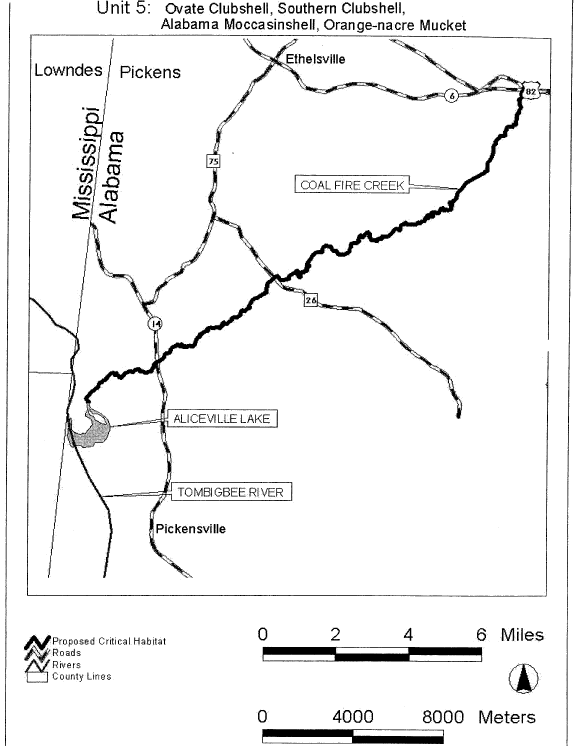 Unit 5: Ovate Clubshell, Southern Clubshell,
Alabama Moccasinshell, Orange-nacre Mucket
Lowndes
Pickens
Ethelsville
6
82
Mississippi
Alabama
75
COAL FIRE CREEK
26
14
ALICEVILLE LAKE
TOMBIGBEE RIVER
Pickensville
Proposed Critical Habitat
Roads
Rivers
County Lines
0 2 4 6 Miles
0 4000 8000 Meters